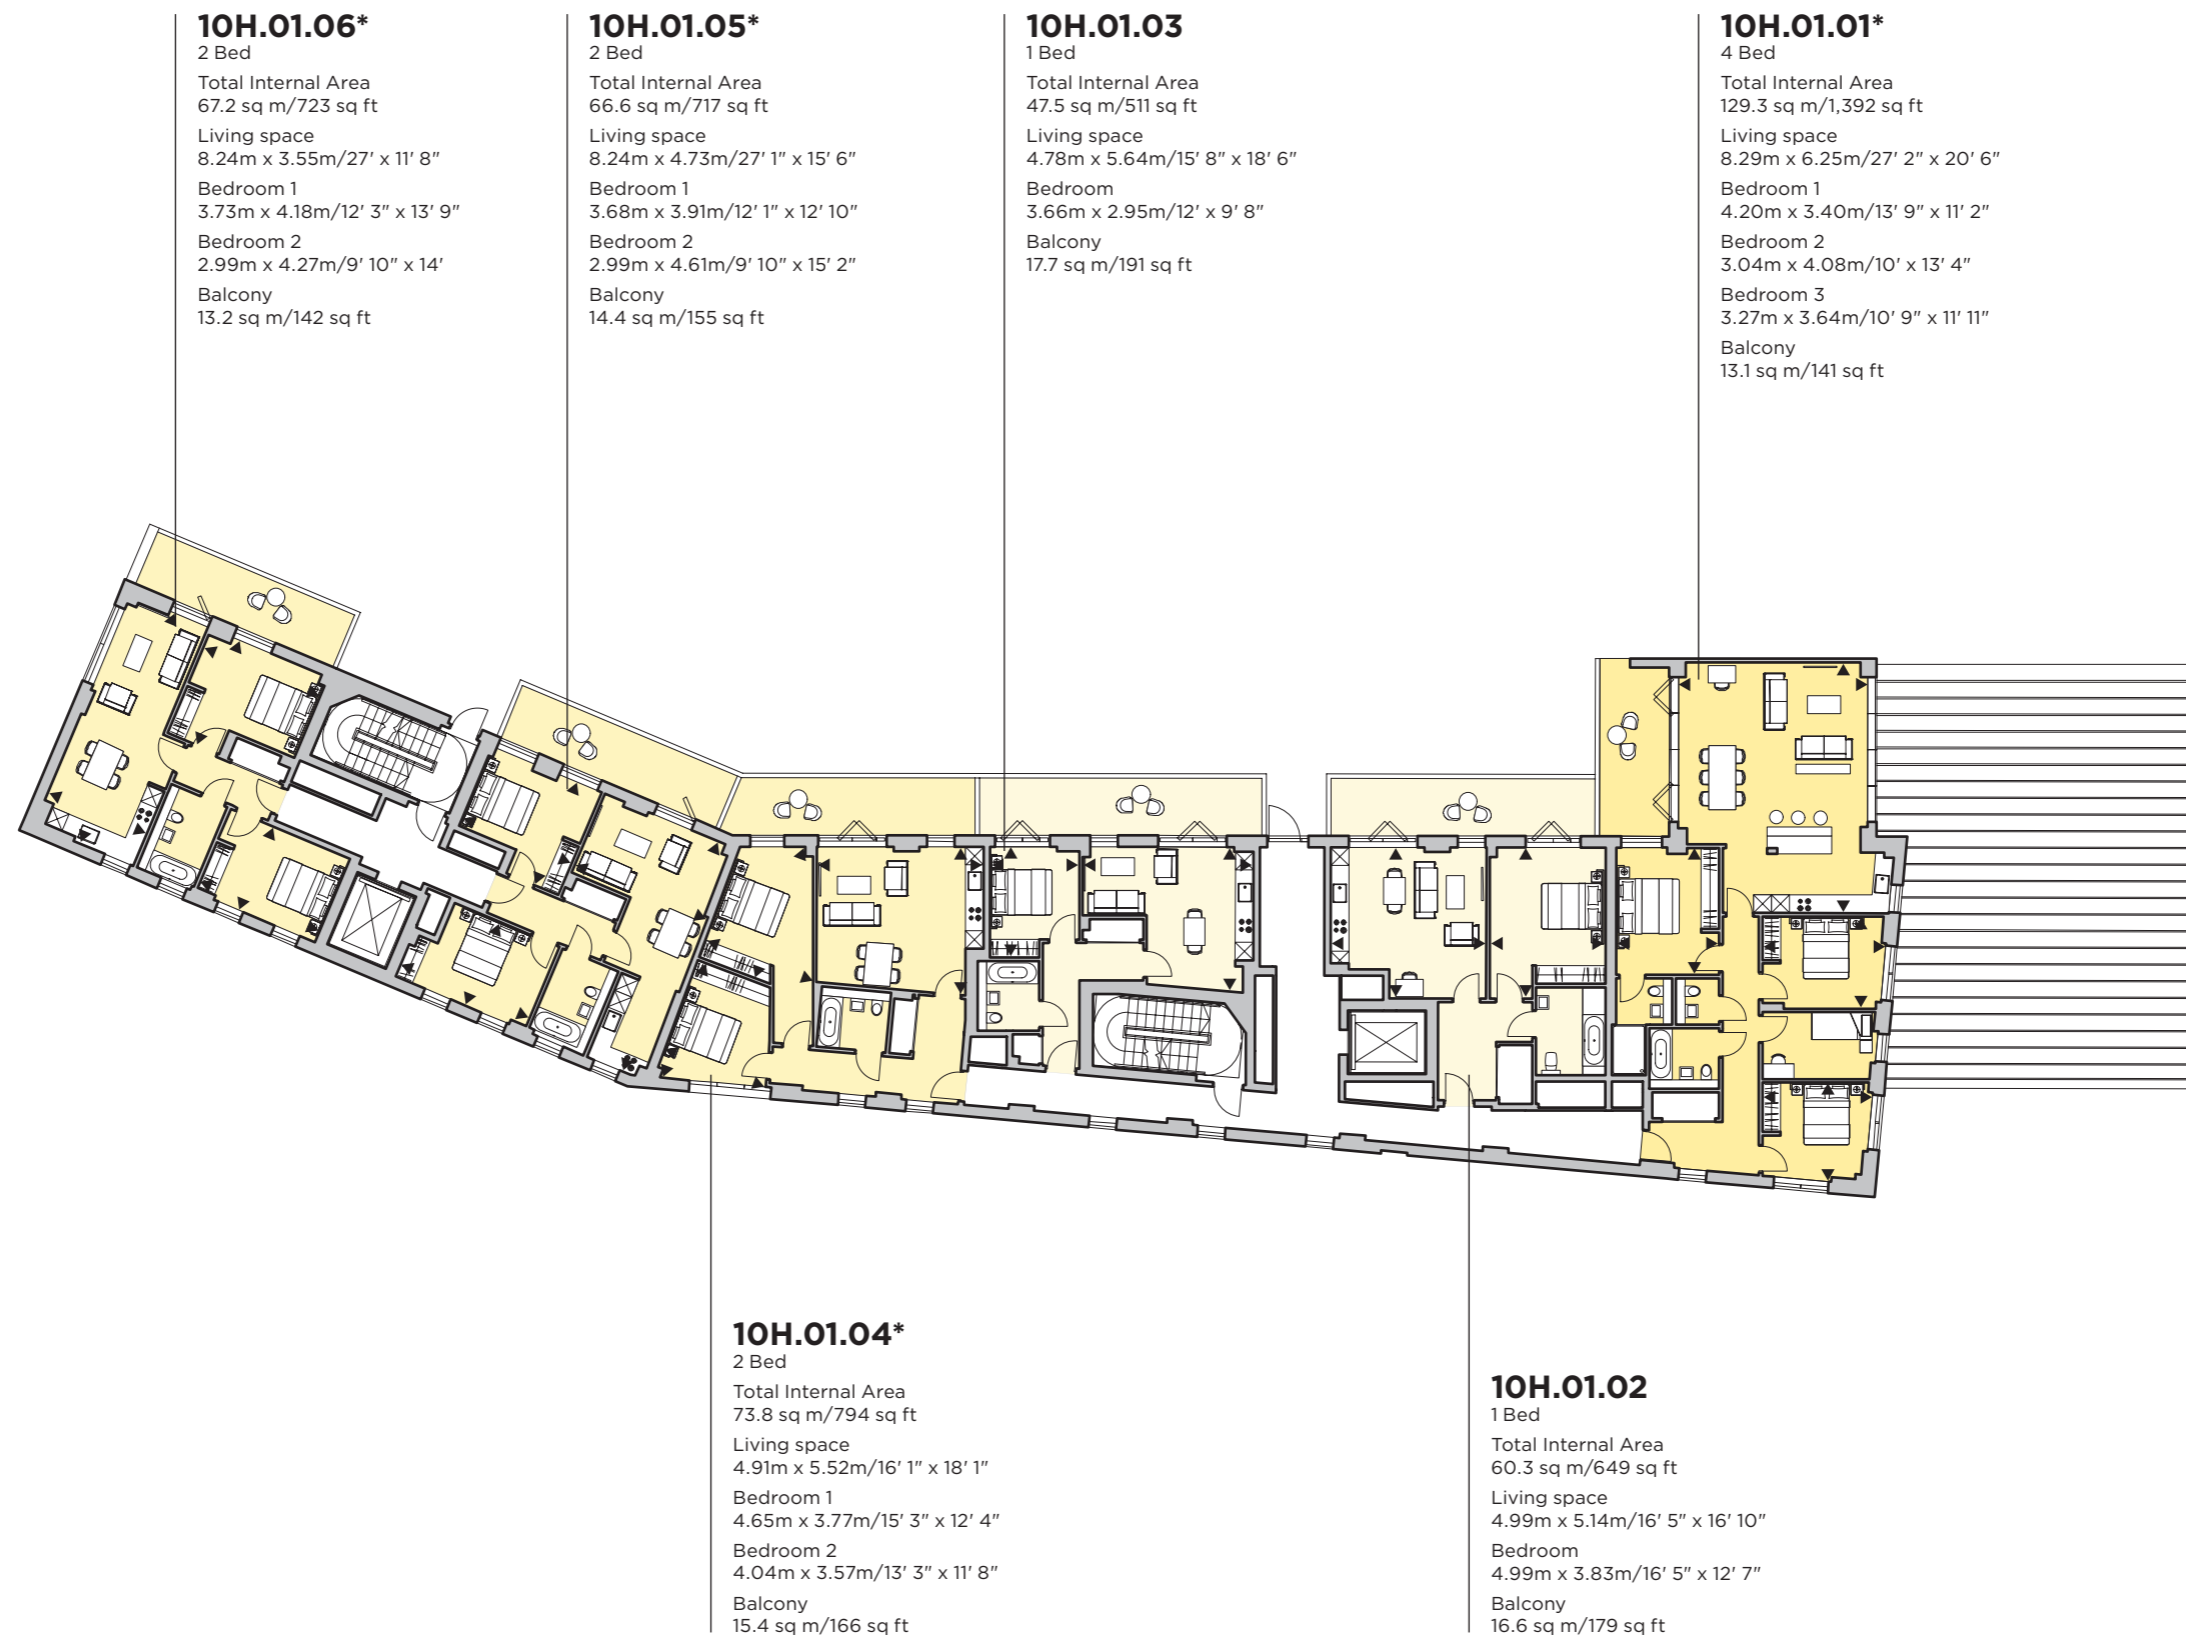 10H.01.06*
2 Bed
Total Internal Area
67.2 sq m/723 sq ft
Living space
8.24m x 3.55m/27' x 11' 8"
Bedroom 1
3.73m x 4.18m/12' 3" x 13' 9"
Bedroom 2
2.99m x 4.27m/9' 10" x 14'
Balcony
13.2 sq m/142 sq ft
10H.01.05*
2 Bed
Total Internal Area
66.6 sq m/717 sq ft
Living space
8.24m x 4.73m/27' 1" x 15' 6"
Bedroom 1
3.68m x 3.91m/12' 1" x 12' 10"
Bedroom 2
2.99m x 4.61m/9' 10" x 15' 2"
Balcony
14.4 sq m/155 sq ft
10H.01.03
1 Bed
Total Internal Area
47.5 sq m/511 sq ft
Living space
4.78m x 5.64m/15' 8" x 18' 6"
Bedroom
3.66m x 2.95m/12' x 9' 8"
Balcony
17.7 sq m/191 sq ft
10H.01.01*
4 Bed
Total Internal Area
129.3 sq m/1,392 sq ft
Living space
8.29m x 6.25m/27' 2" x 20' 6"
Bedroom 1
4.20m x 3.40m/13' 9" x 11' 2"
Bedroom 2
3.04m x 4.08m/10' x 13' 4"
Bedroom 3
3.27m x 3.64m/10' 9" x 11' 11"
Balcony
13.1 sq m/141 sq ft
10H.01.04*
2 Bed
Total Internal Area
73.8 sq m/794 sq ft
Living space
4.91m x 5.52m/16' 1" x 18' 1"
Bedroom 1
4.65m x 3.77m/15' 3" x 12' 4"
Bedroom 2
4.04m x 3.57m/13' 3" x 11' 8"
Balcony
15.4 sq m/166 sq ft
10H.01.02
1 Bed
Total Internal Area
60.3 sq m/649 sq ft
Living space
4.99m x 5.14m/16' 5" x 16' 10"
Bedroom
4.99m x 3.83m/16' 5" x 12' 7"
Balcony
16.6 sq m/179 sq ft